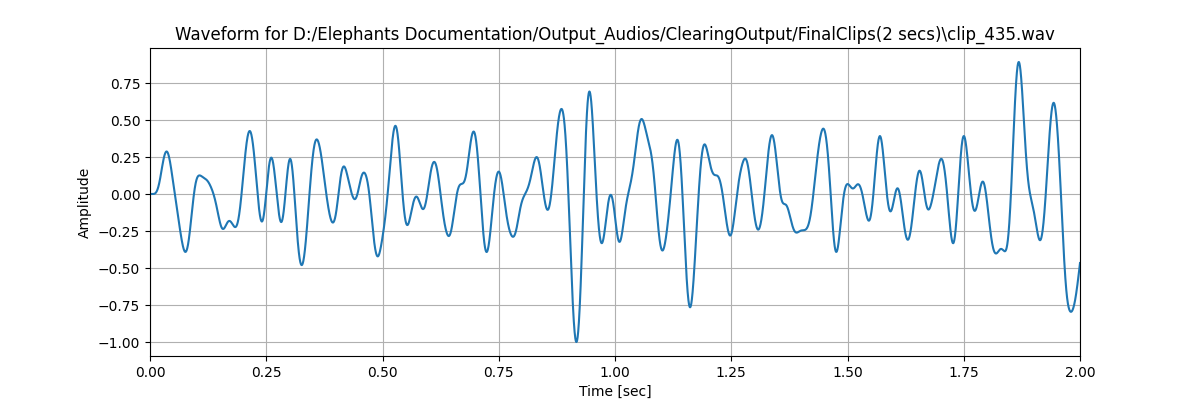 Waveform for D:/Elephants Documentation/Output_Audios/ClearingOutput/FinalClips(2 secs)\clip_435.wav
0.75
0.50
0.25
0.00
−0.25
−0.50
−0.75
−1.00
Amplitude
0.00 0.25 0.50 0.75 1.00 1.25 1.50 1.75 2.00
Time [sec]